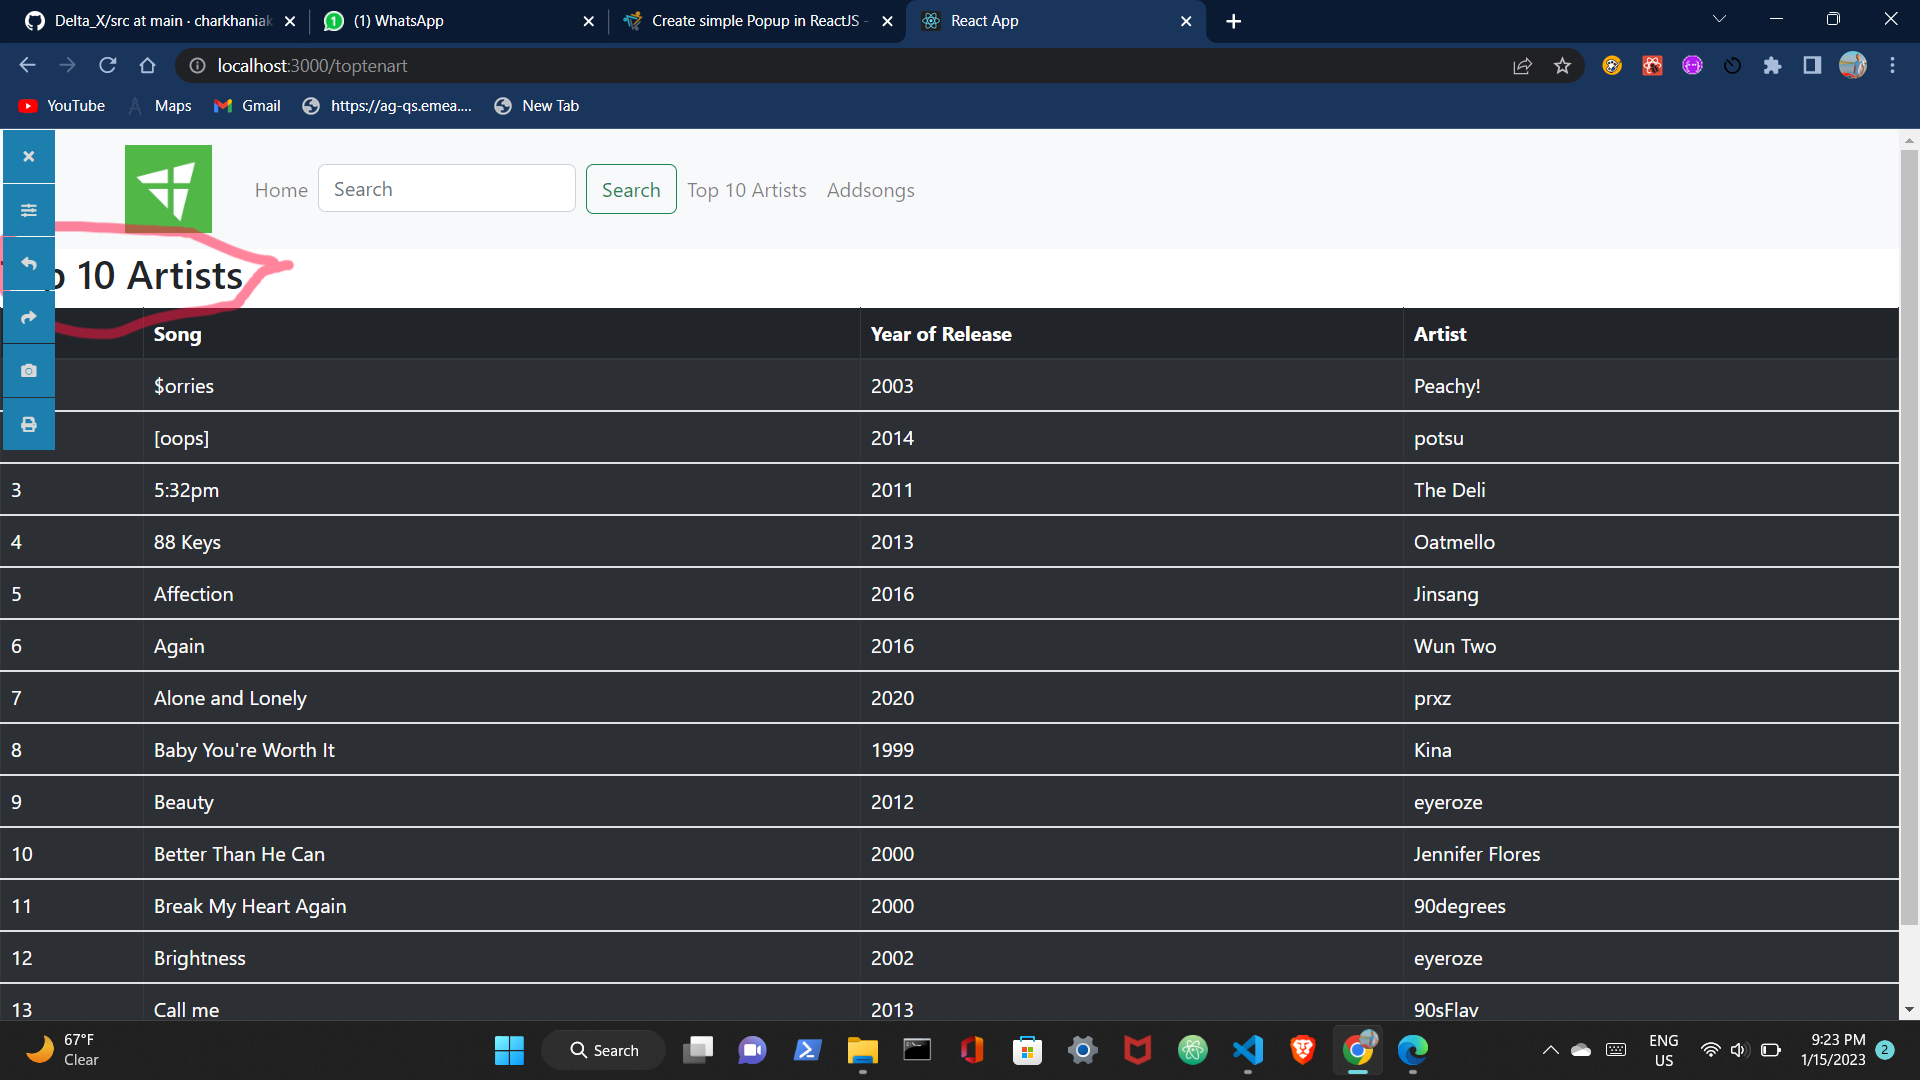 Delta_X/src at main · charkhaniak
(1) WhatsApp
Create simple Popup in ReactJS -
React App
localhost:3000/toptenart
YouTube
Maps
Gmail
https://ag-qs.emea....
New Tab
Home
Search
Search
Top 10 Artists
Addsongs
10 Artists
Song Year of Release Artist
$orries 2003 Peachy!
[oops] 2014 potsu
3 5:32pm 2011 The Deli
4 88 Keys 2013 Oatmello
5 Affection 2016 Jinsang
6 Again 2016 Wun Two
7 Alone and Lonely 2020 prxz
8 Baby You're Worth It 1999 Kina
9 Beauty 2012 eyeroze
10 Better Than He Can 2000 Jennifer Flores
11 Break My Heart Again 2000 90degrees
12 Brightness 2002 eyeroze
13 Call me 2013 90sFlav
67°F
Clear
Search
ENG
US
9:23 PM
1/15/2023
2